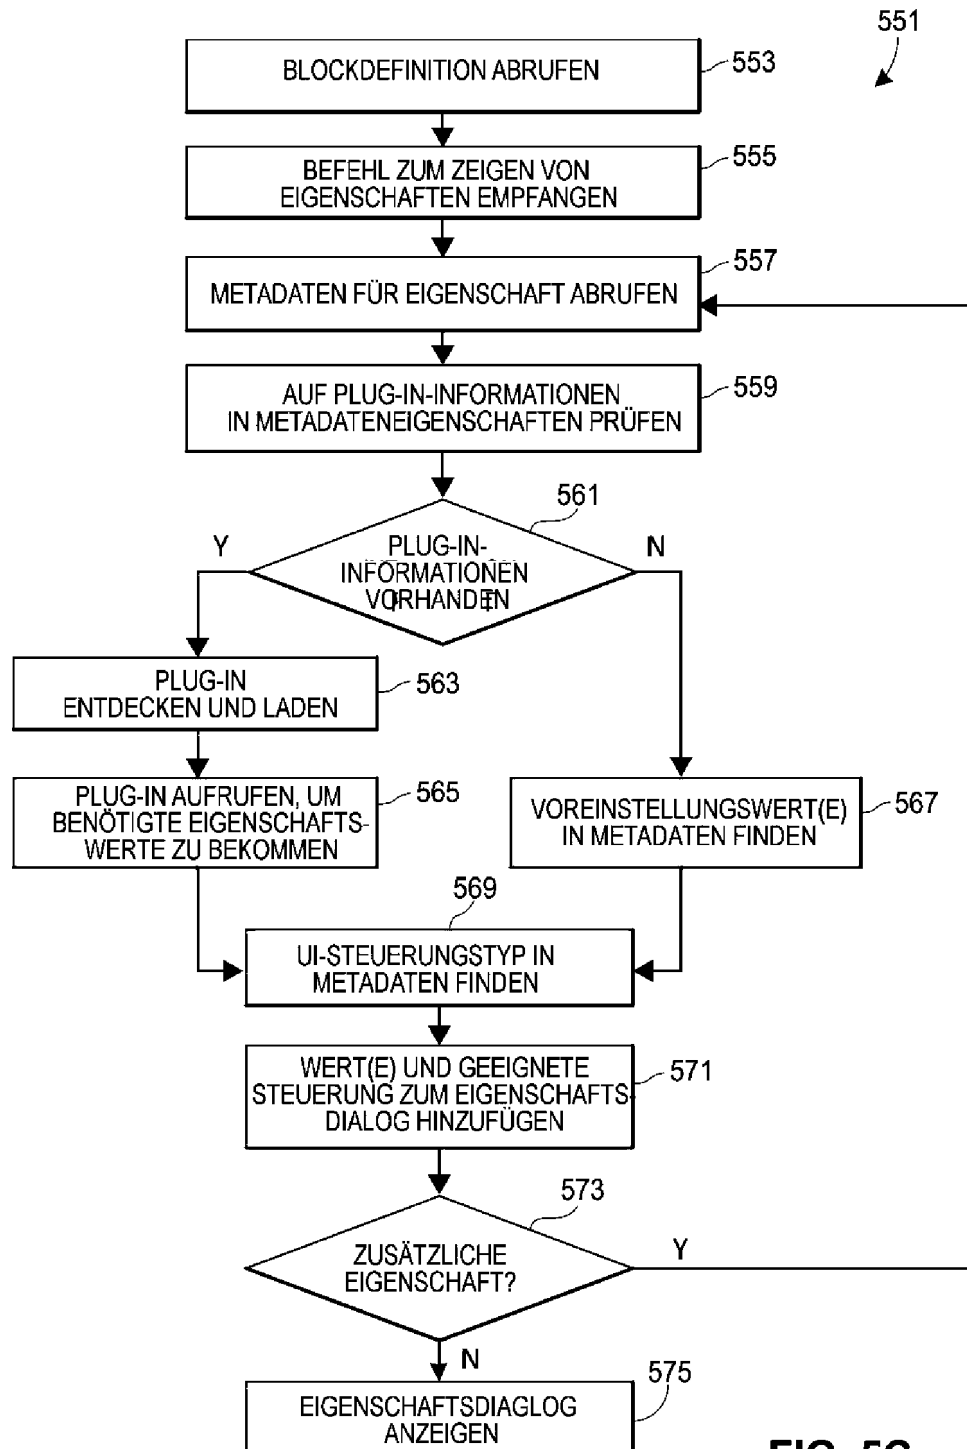 551
BLOCKDEFINITION ABRUFEN
553
BEFEHL ZUM ZEIGEN VON
EIGENSCHAFTEN EMPFANGEN
555
METADATEN FÜR EIGENSCHAFT ABRUFEN
557
AUF PLUG-IN-INFORMATIONEN
IN METADATENEIGENSCHAFTEN PRÜFEN
559
561
Y
N
PLUG-IN-
INFORMATIONEN
VORHANDEN
PLUG-IN
ENTDECKEN UND LADEN
563
PLUG-IN AUFRUFEN, UM
BENÖTIGTE EIGENSCHAFTS-
WERTE ZU BEKOMMEN
565
VOREINSTELLUNGSWERT(E)
IN METADATEN FINDEN
567
569
UI-STEUERUNGSTYP IN
METADATEN FINDEN
WERT(E) UND GEEIGNETE
STEUERUNG ZUM EIGENSCHAFTS
DIALOG HINZUFÜGEN
571
573
ZUSÄTZLICHE
EIGENSCHAFT?
Y
N
575
EIGENSCHAFTSDIAGLOG
ANZEIGEN
FIG. 5C